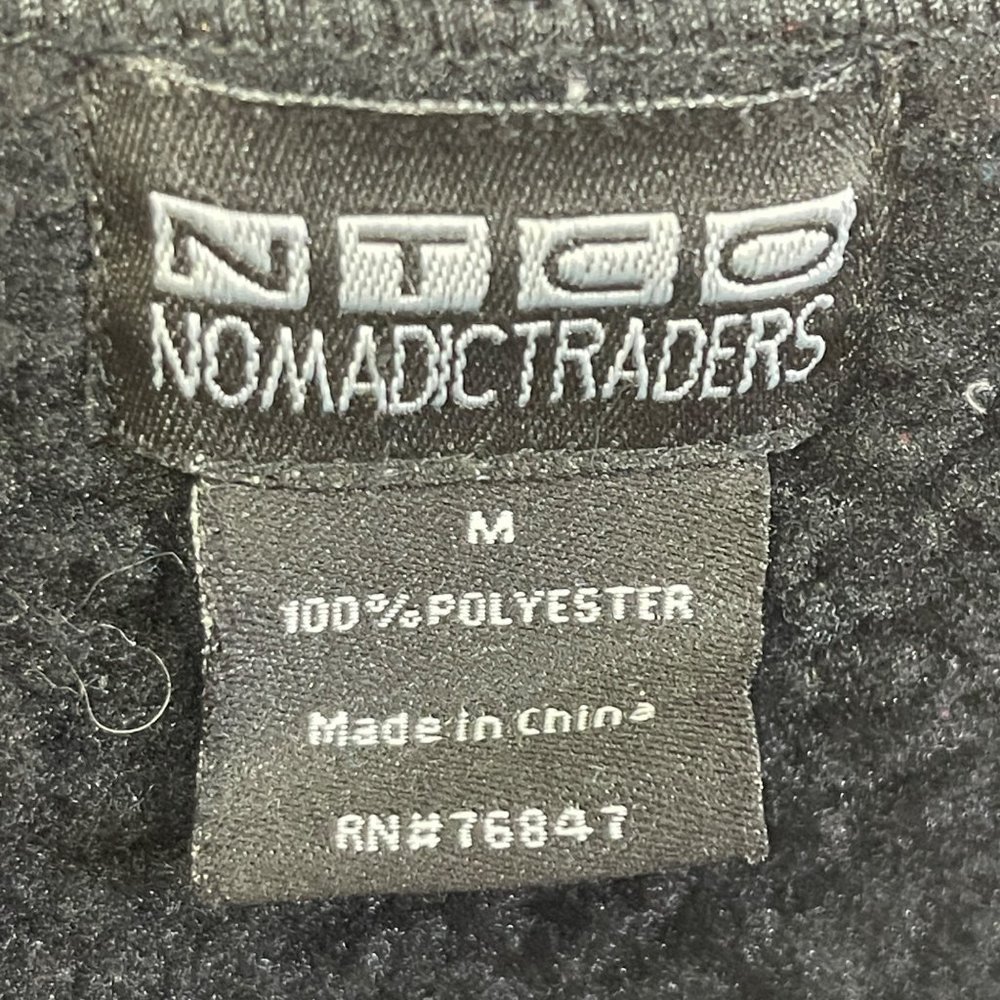 NTCO
NOMADICTRADERS
M
100%POLYESTER
Made in China
RN#76847